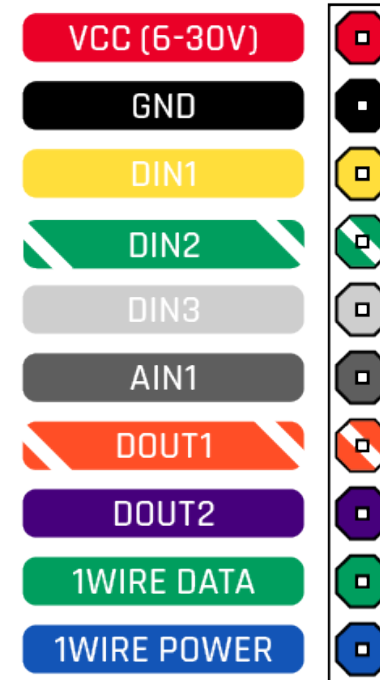 VCC (6-30V)
GND
DIN1
DIN2
DIN3
AIN1
DOUT1
DOUT2
1WIRE DATA
1WIRE POWER